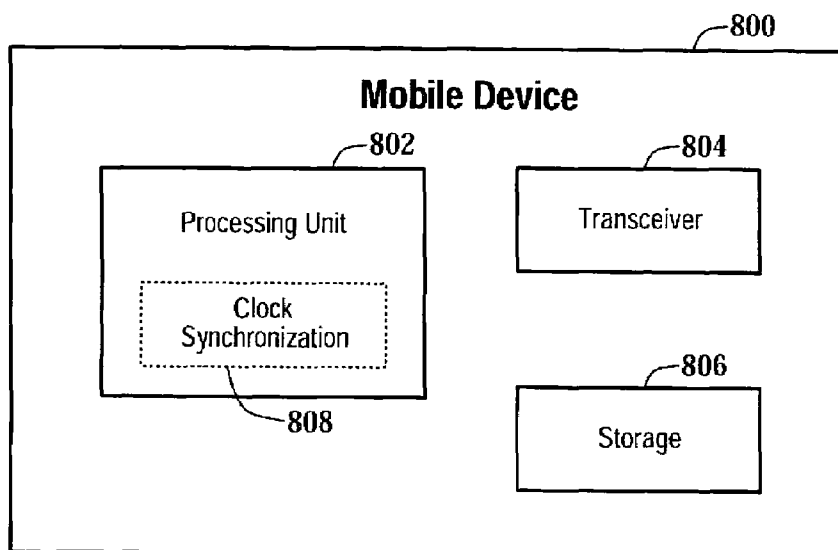 800
Mobile Device
802
804
Processing Unit
Transceiver
Clock
Synchronization
806
808
Storage